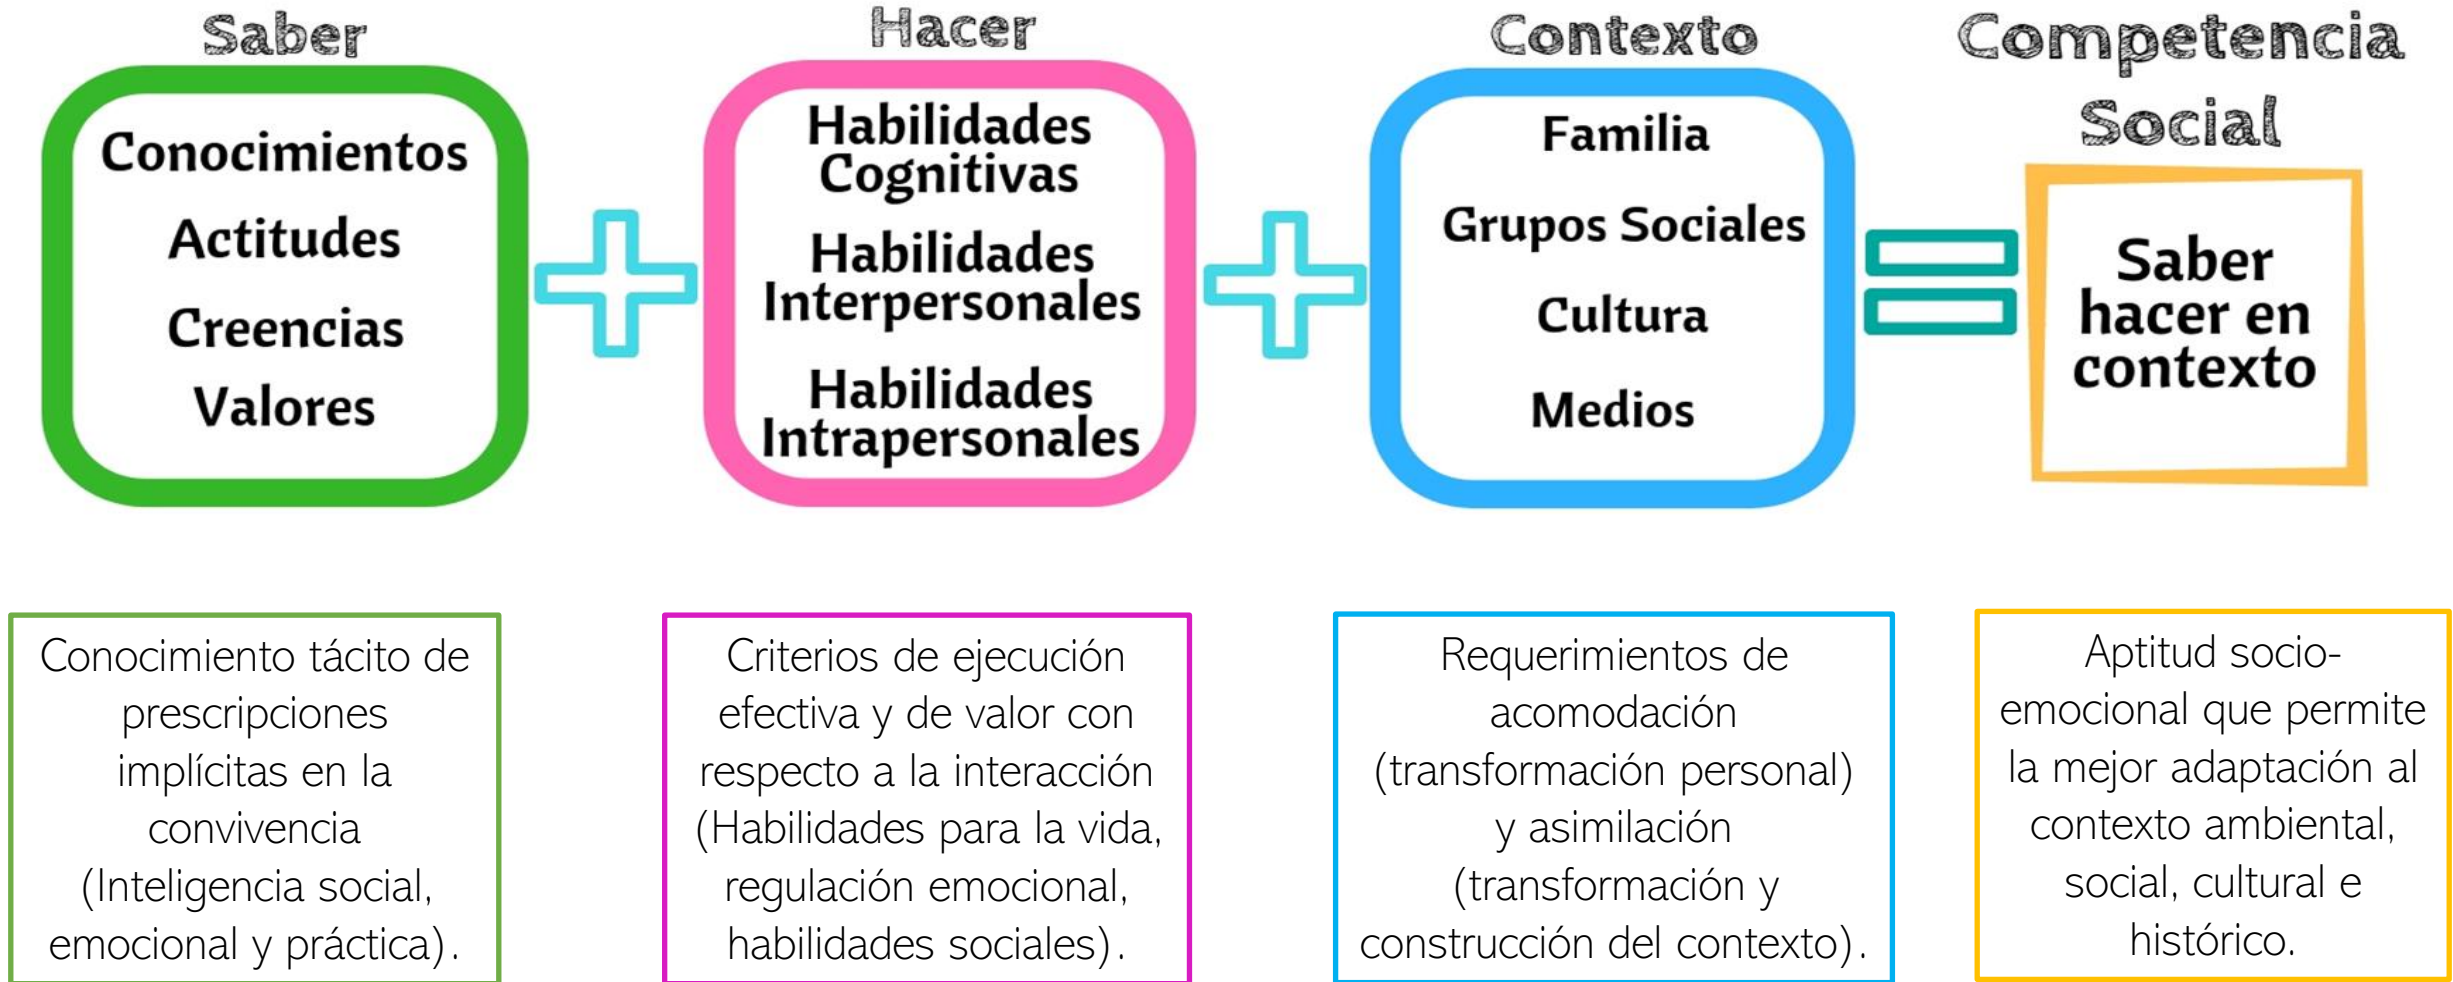 Saber
Conocimientos
Actitudes
Creencias
Valores
Hacer
Habilidades
Cognitivas
Habilidades
Interpersonales
Habilidades
Intrapersonales
Contexto
Familia
Grupos Sociales
Cultura
Medios
Competencia
Social
Saber
hacer en
contexto
Conocimiento tácito de
prescripciones
implícitas en la
convivencia
(Inteligencia social,
emocional y práctica).
Criterios de ejecución
efectiva y de valor con
respecto a la interacción
(Habilidades para la vida,
regulación emocional,
habilidades sociales).
Requerimientos de
acomodación
(transformación personal)
y asimilación
(transformación y
construcción del contexto).
Aptitud socio-
emocional que permite
la mejor adaptación al
contexto ambiental,
social, cultural e
histórico.